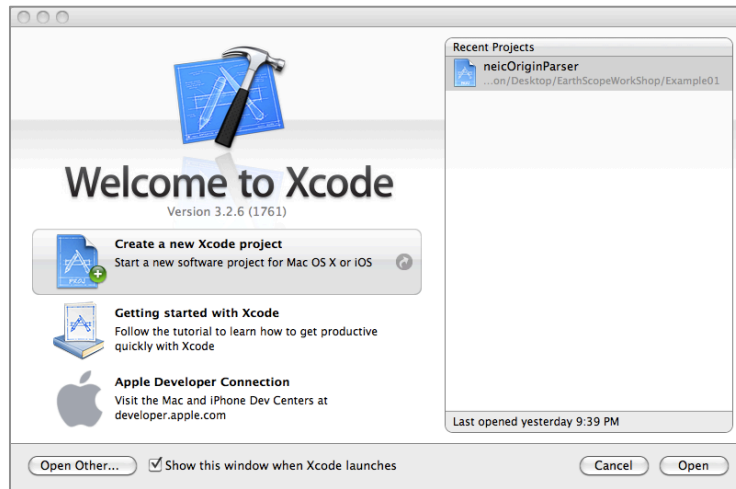 Welcome to Xcode
Version 3.2.6 (1761)
Create a new Xcode project
Start a new software project for Mac OS X or iOS
PROJ
Getting started with Xcode
Follow the tutorial to learn how to get productive
quickly with Xcode
Apple Developer Connection
Visit the Mac and iPhone Dev Centers at
developer.apple.com
Recent Projects
neicOriginParser
...on/Desktop/EarthScopeWorkShop/Example01
Last opened yesterday 9:39 PM
Open Other...
Show this window when Xcode launches
Cancel
Open